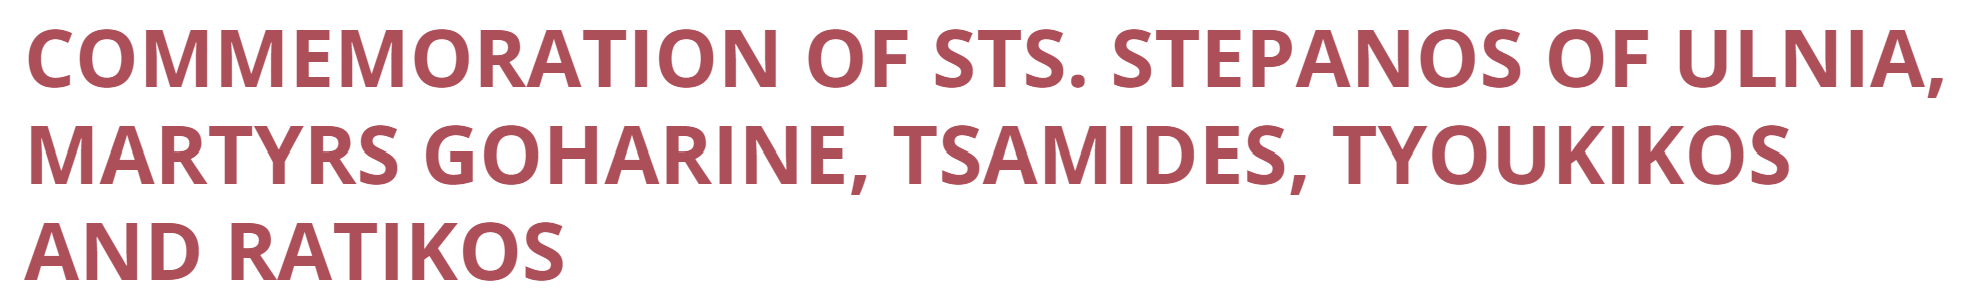 COMMEMORATION OF STS. STEPANOS OF ULNIA,
MARTYRS GOHARINE, TSAMIDES, TYOUKIKOS
AND RATIKOS